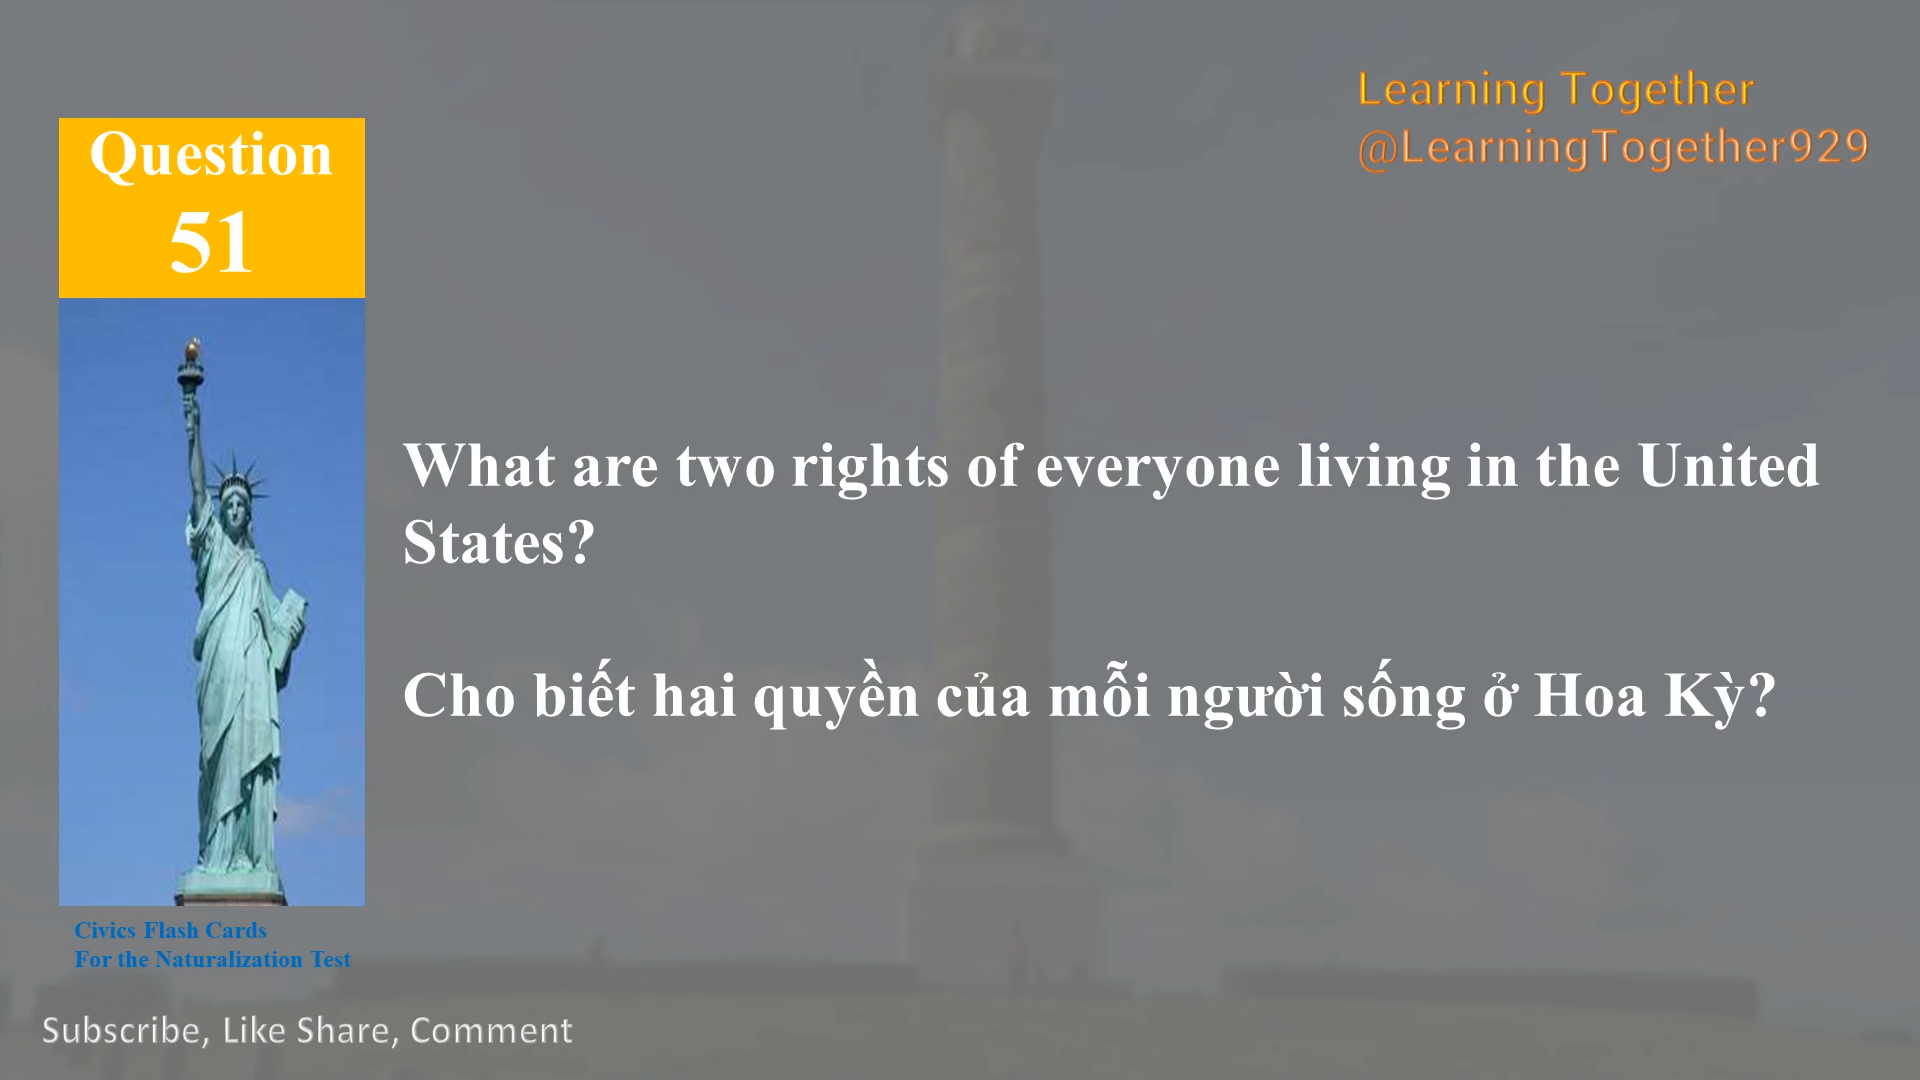 Learning Together
@LearningTogether929
Question
51
What are two rights of everyone living in the United
States?
Cho biết hai quyền của mỗi người sống ở Hoa Kỳ?
Civics Flash Cards
For the Naturalization Test
Subscribe, Like Share, Comment